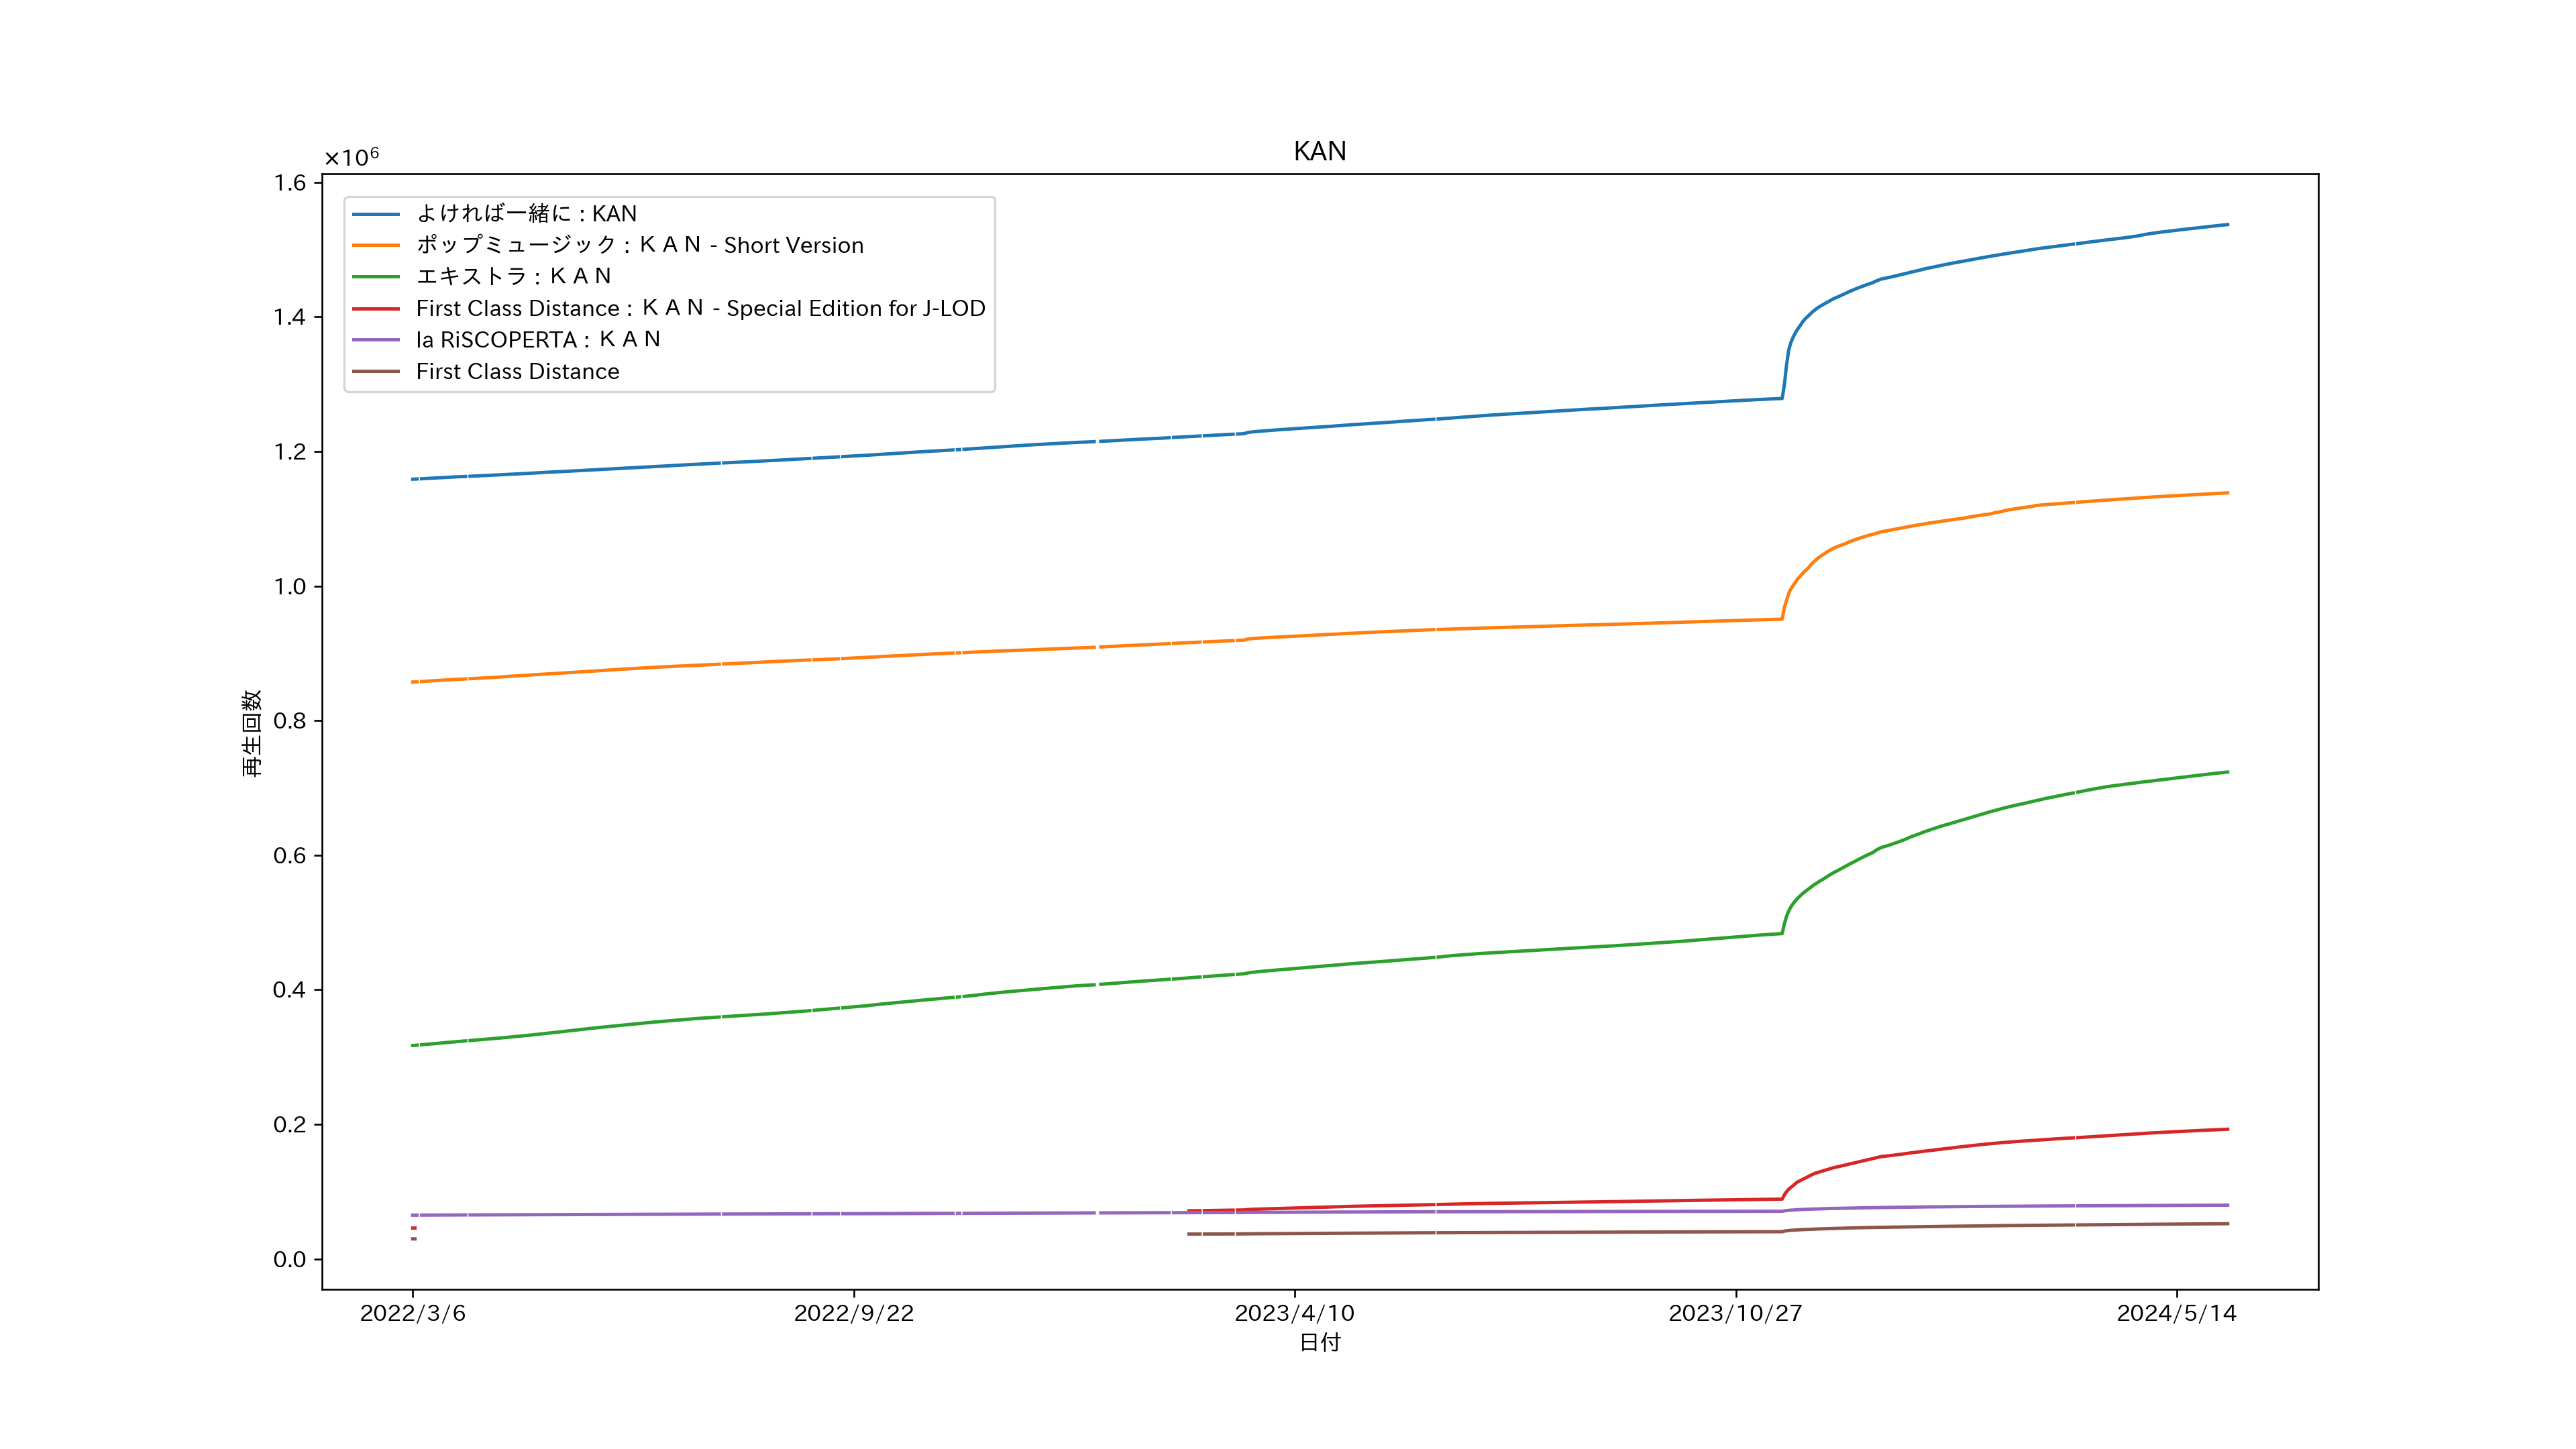 KAN
×10⁶
1.6
1.4
1.2
1.0
0.8
0.6
0.4
0.2
0.0
再生回数
よければ一緒に : KAN
ポップミュージック : ＫＡＮ - Short Version
エキストラ : ＫＡＮ
First Class Distance : ＫＡＮ - Special Edition for J-LOD
la RiSCOPERTA : ＫＡＮ
First Class Distance
2022/3/6
2022/9/22
2023/4/10
2023/10/27
2024/5/14
日付